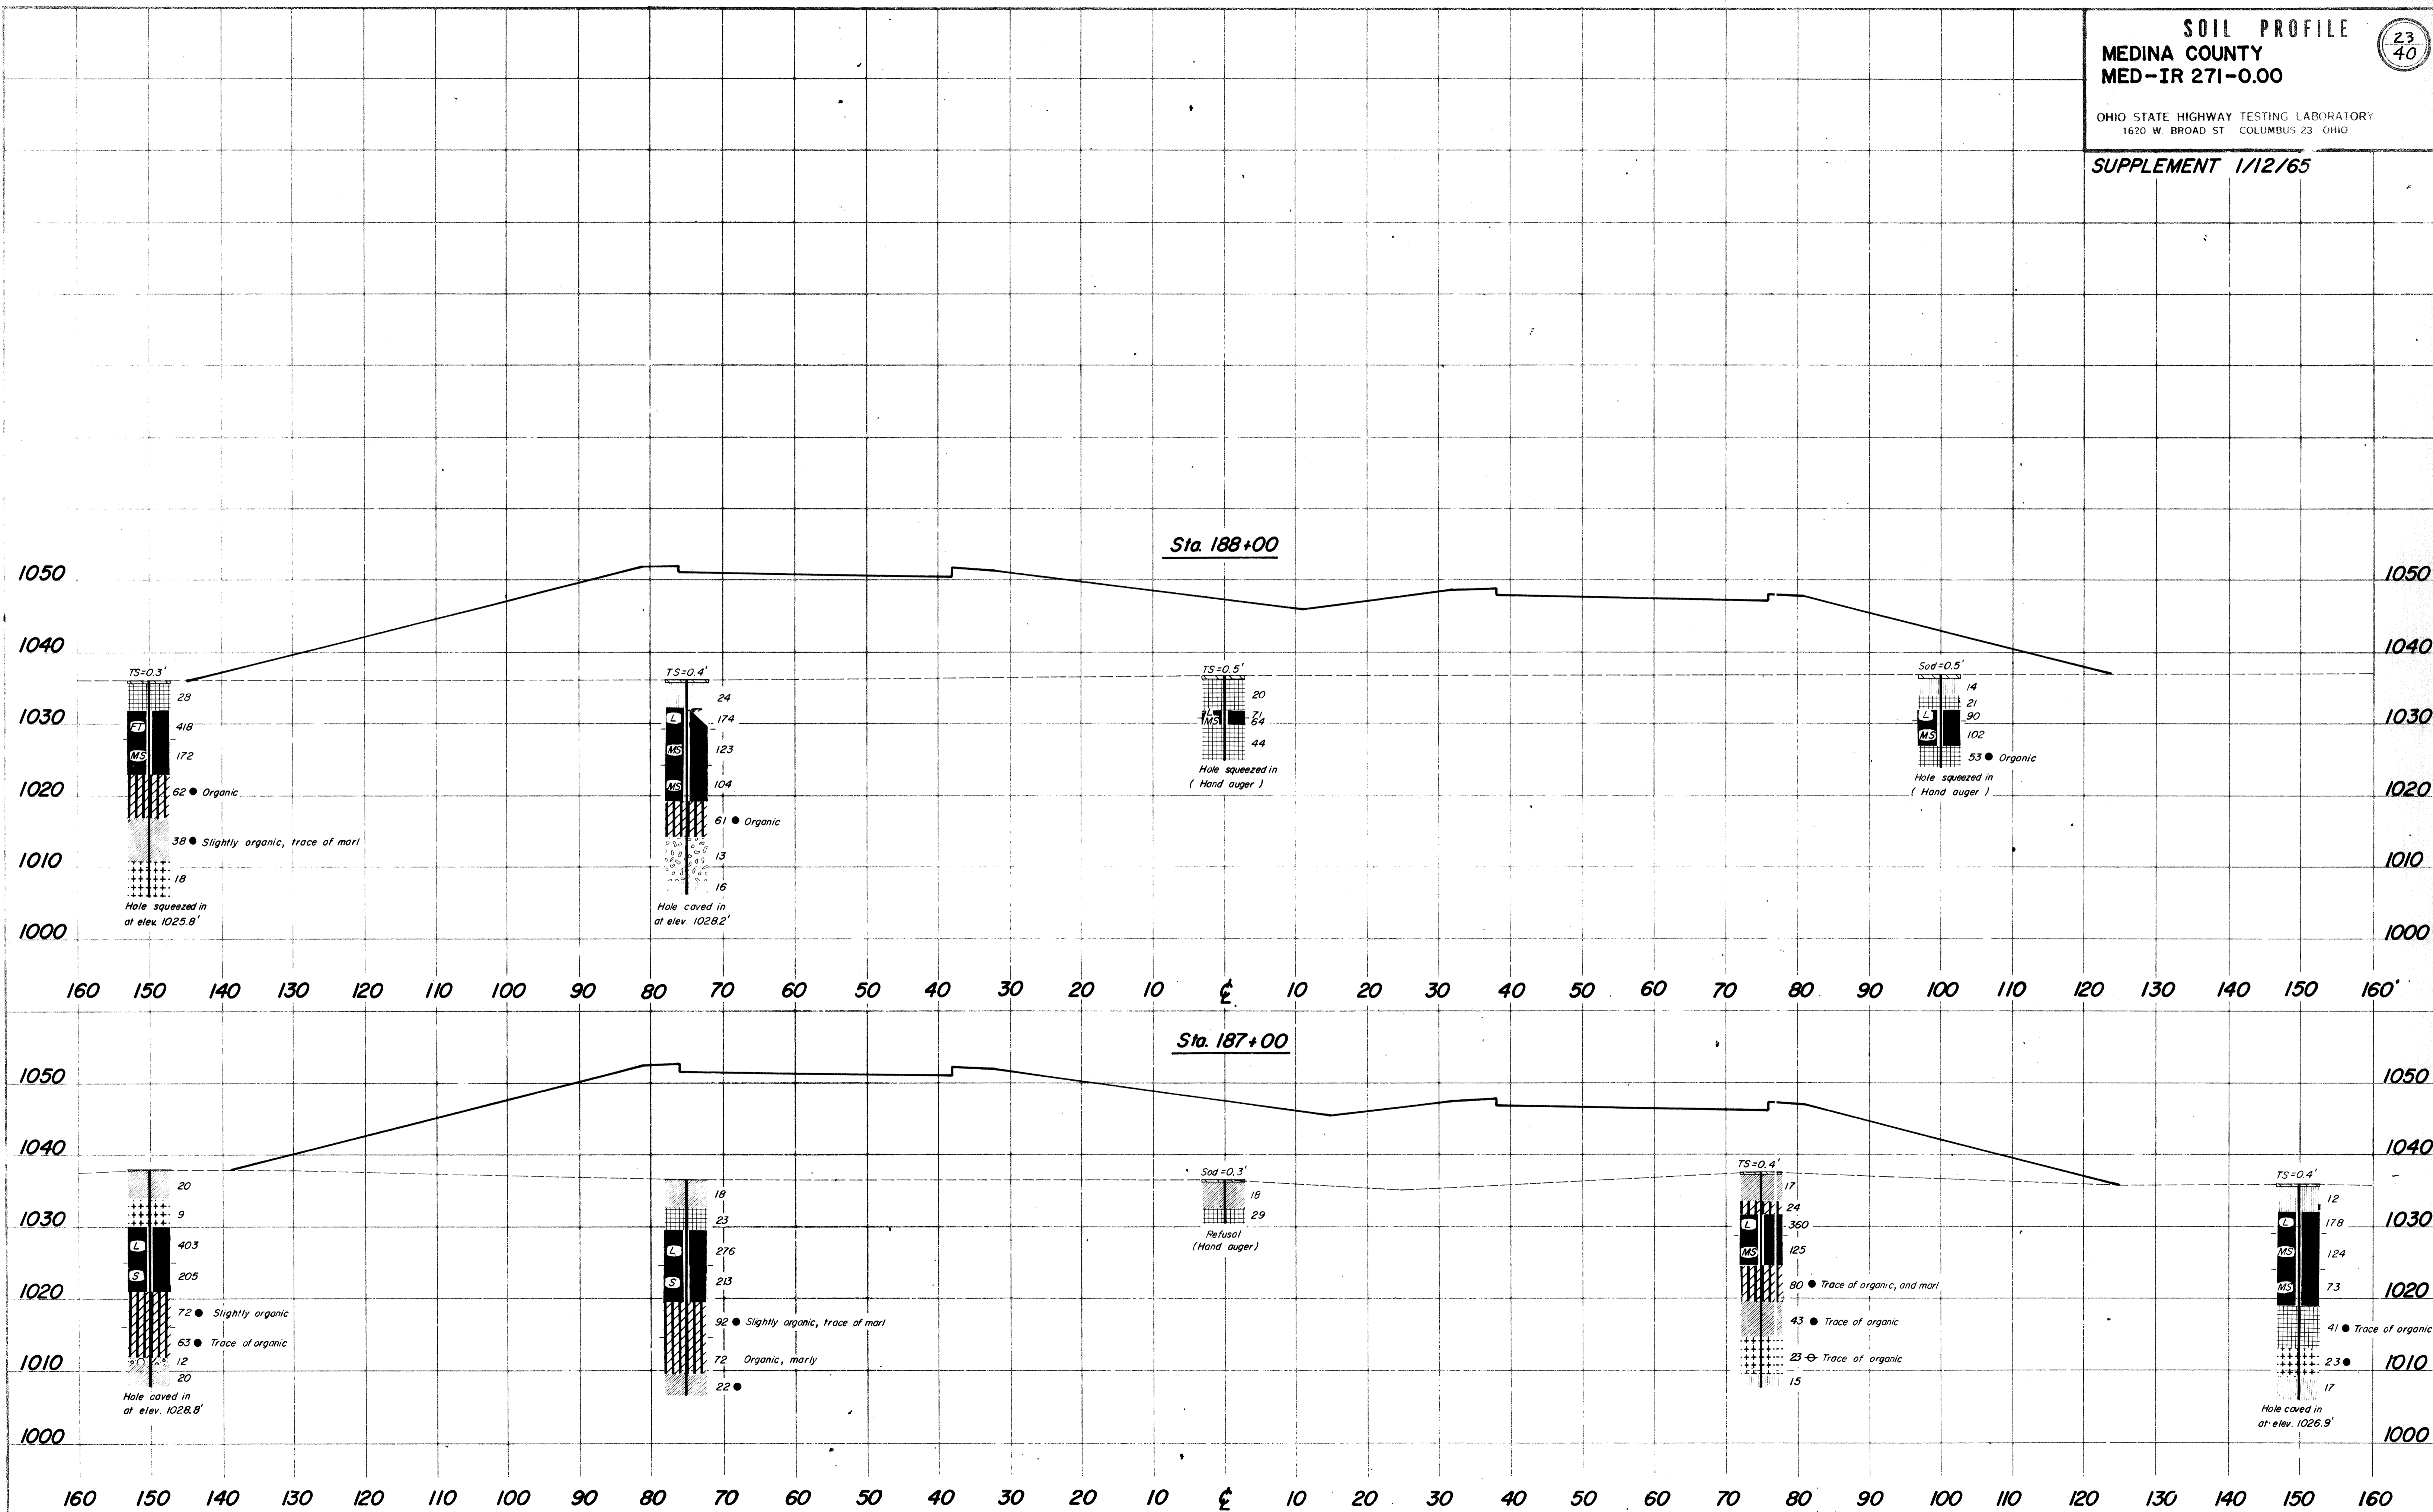 SOIL PROFILE
23
40
MEDINA COUNTY
MED-IR 271-0.00
OHIO STATE HIGHWAY TESTING LABORATORY
1620 W. BROAD ST COLUMBUS 23 OHIO
SUPPLEMENT 1/12/65
Sta. 188+00
1050 1050
1040 1040
TS=0.3'
28
FT 418
MS 172
62 Organic
38 Slightly organic, trace of marl
18
Hole squeezed in
at elev. 1025.8'
TS=0.4'
24
L 174
MS 123
MS 104
61 Organic
13
16
Hole caved in
at elev. 1028.2'
TS=0.5'
20
L 71
MS 64
44
Hole squeezed in
( Hand auger )
Sod=0.5'
14
21
L 90
MS 102
53 Organic
Hole squeezed in
( Hand auger )
1030 1030
1020 1020
1010 1010
1000 1000
160 150 140 130 120 110 100 90 80 70 60 50 40 30 20 10 ℄ 10 20 30 40 50 60 70 80 90 100 110 120 130 140 150 160
Sta. 187+00
1050 1050
1040 1040
20
9
L 403
S 205
72 Slightly organic
63 Trace of organic
12
20
Hole caved in
at elev. 1028.8'
18
23
L 276
S 213
92 Slightly organic, trace of marl
72 Organic, marly
22
Sod=0.3'
18
29
Refusal
(Hand auger)
TS=0.4'
17
24
L 360
MS 125
80 Trace of organic, and marl
43 Trace of organic
23 Trace of organic
15
TS=0.4'
12
L 178
MS 124
MS 73
41 Trace of organic
23
17
Hole caved in
at elev. 1026.9'
1030 1030
1020 1020
1010 1010
1000 1000
160 150 140 130 120 110 100 90 80 70 60 50 40 30 20 10 ℄ 10 20 30 40 50 60 70 80 90 100 110 120 130 140 150 160